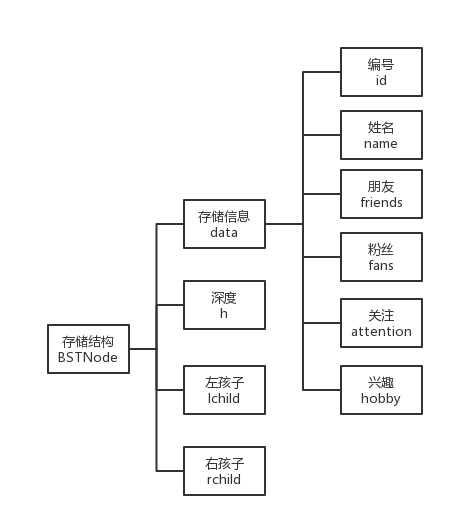 存储结构
BSTNode
存储信息
data
深度
h
左孩子
lchild
右孩子
rchild
编号
id
姓名
name
朋友
friends
粉丝
fans
关注
attention
兴趣
hobby